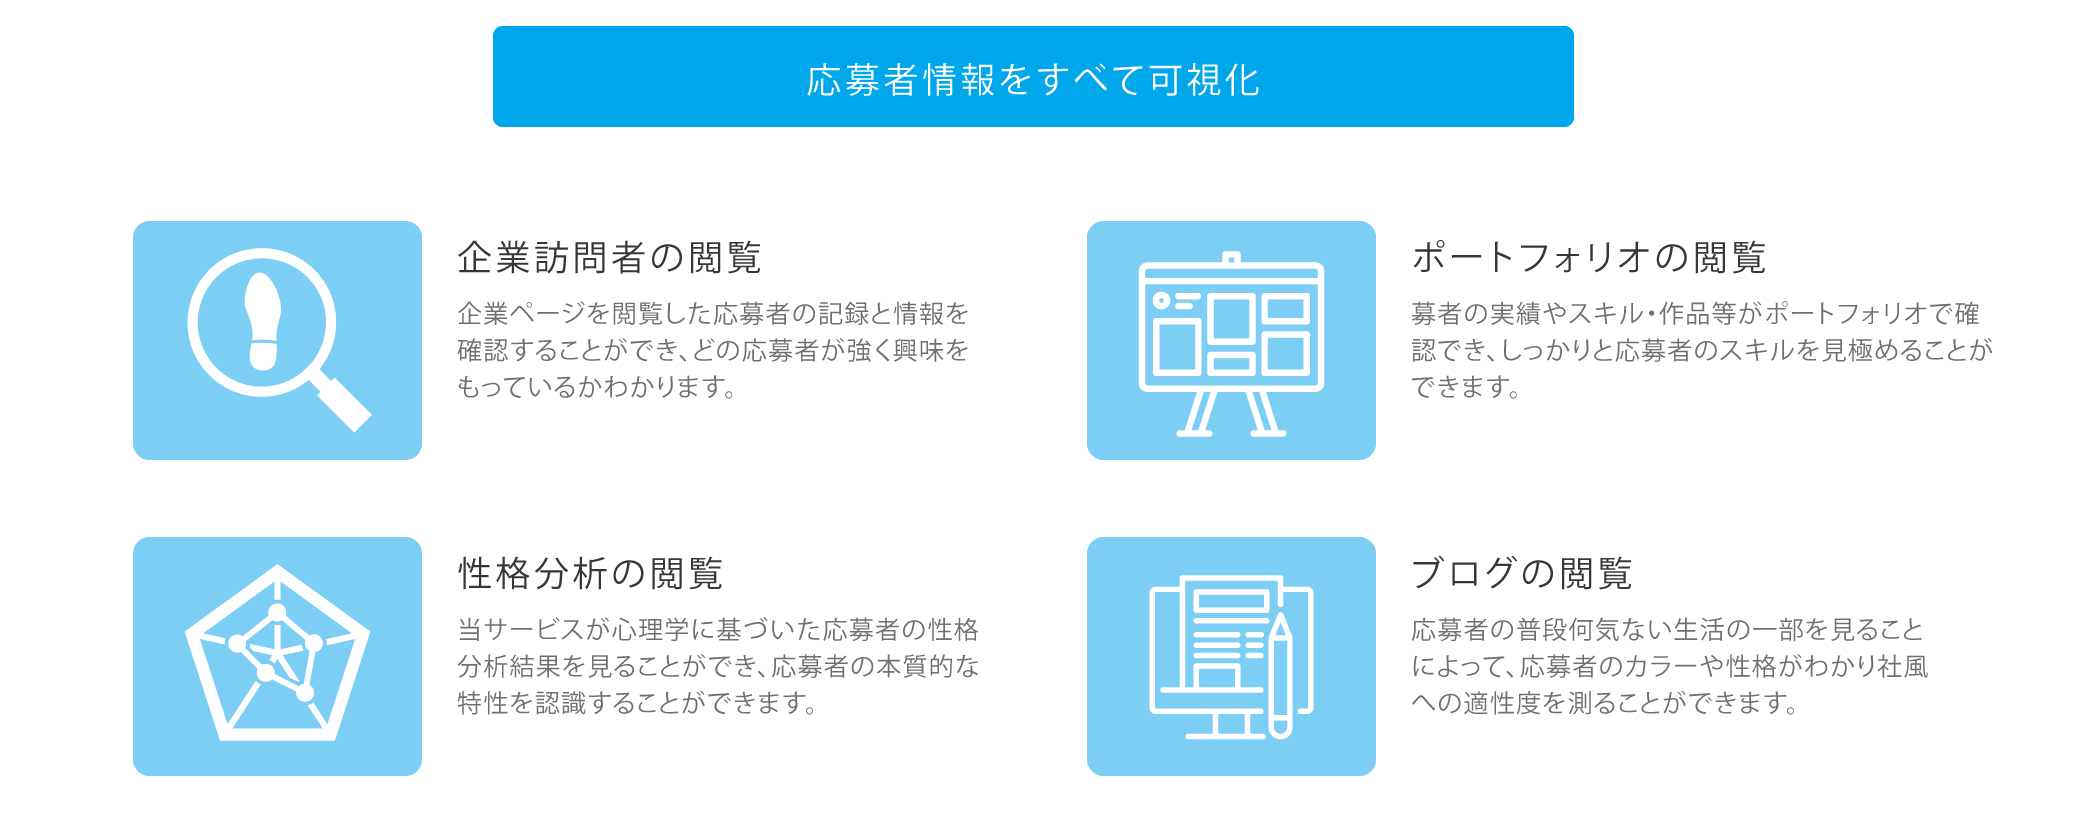 応募者情報をすべて可視化
企業訪問者の閲覧
企業ページを閲覧した応募者の記録と情報を
確認することができ、どの応募者が強く興味を
もっているかわかります。
ポートフォリオの閲覧
募者の実績やスキル・作品等がポートフォリオで確
認でき、しっかりと応募者のスキルを見極めることが
できます。
性格分析の閲覧
当サービスが心理学に基づいた応募者の性格
分析結果を見ることができ、応募者の本質的な
特性を認識することができます。
ブログの閲覧
応募者の普段何気ない生活の一部を見ること
によって、応募者のカラーや性格がわかり社風
への適性度を測ることができます。